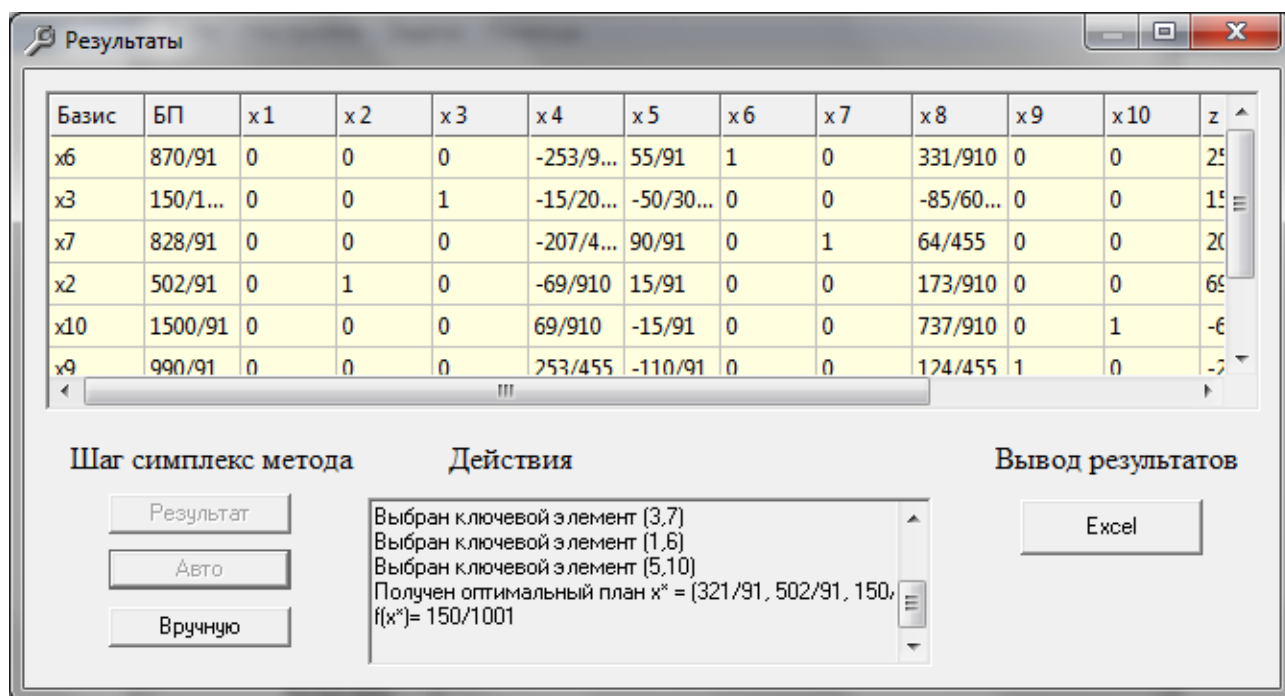 Результаты
Базис БП x1 x2 x3 x4 x5 x6 x7 x8 x9 x10 z
x6 870/91 0 0 0 -253/9... 55/91 1 0 331/910 0 0 25
x3 150/1... 0 0 1 -15/20... -50/30... 0 0 -85/60... 0 0 15
x7 828/91 0 0 0 -207/4... 90/91 0 1 64/455 0 0 20
x2 502/91 0 1 0 -69/910 15/91 0 0 173/910 0 0 69
x10 1500/91 0 0 0 69/910 -15/91 0 0 737/910 0 1 -6
x9 990/91 0 0 0 253/455 -110/91 0 0 124/455 1 0 -2
Шаг симплекс метода Действия Вывод результатов
Результат
Авто
Вручную
Выбран ключевой элемент (3,7)
Выбран ключевой элемент (1,6)
Выбран ключевой элемент (5,10)
Получен оптимальный план x* = (321/91, 502/91, 150/
f(x*)= 150/1001
Excel